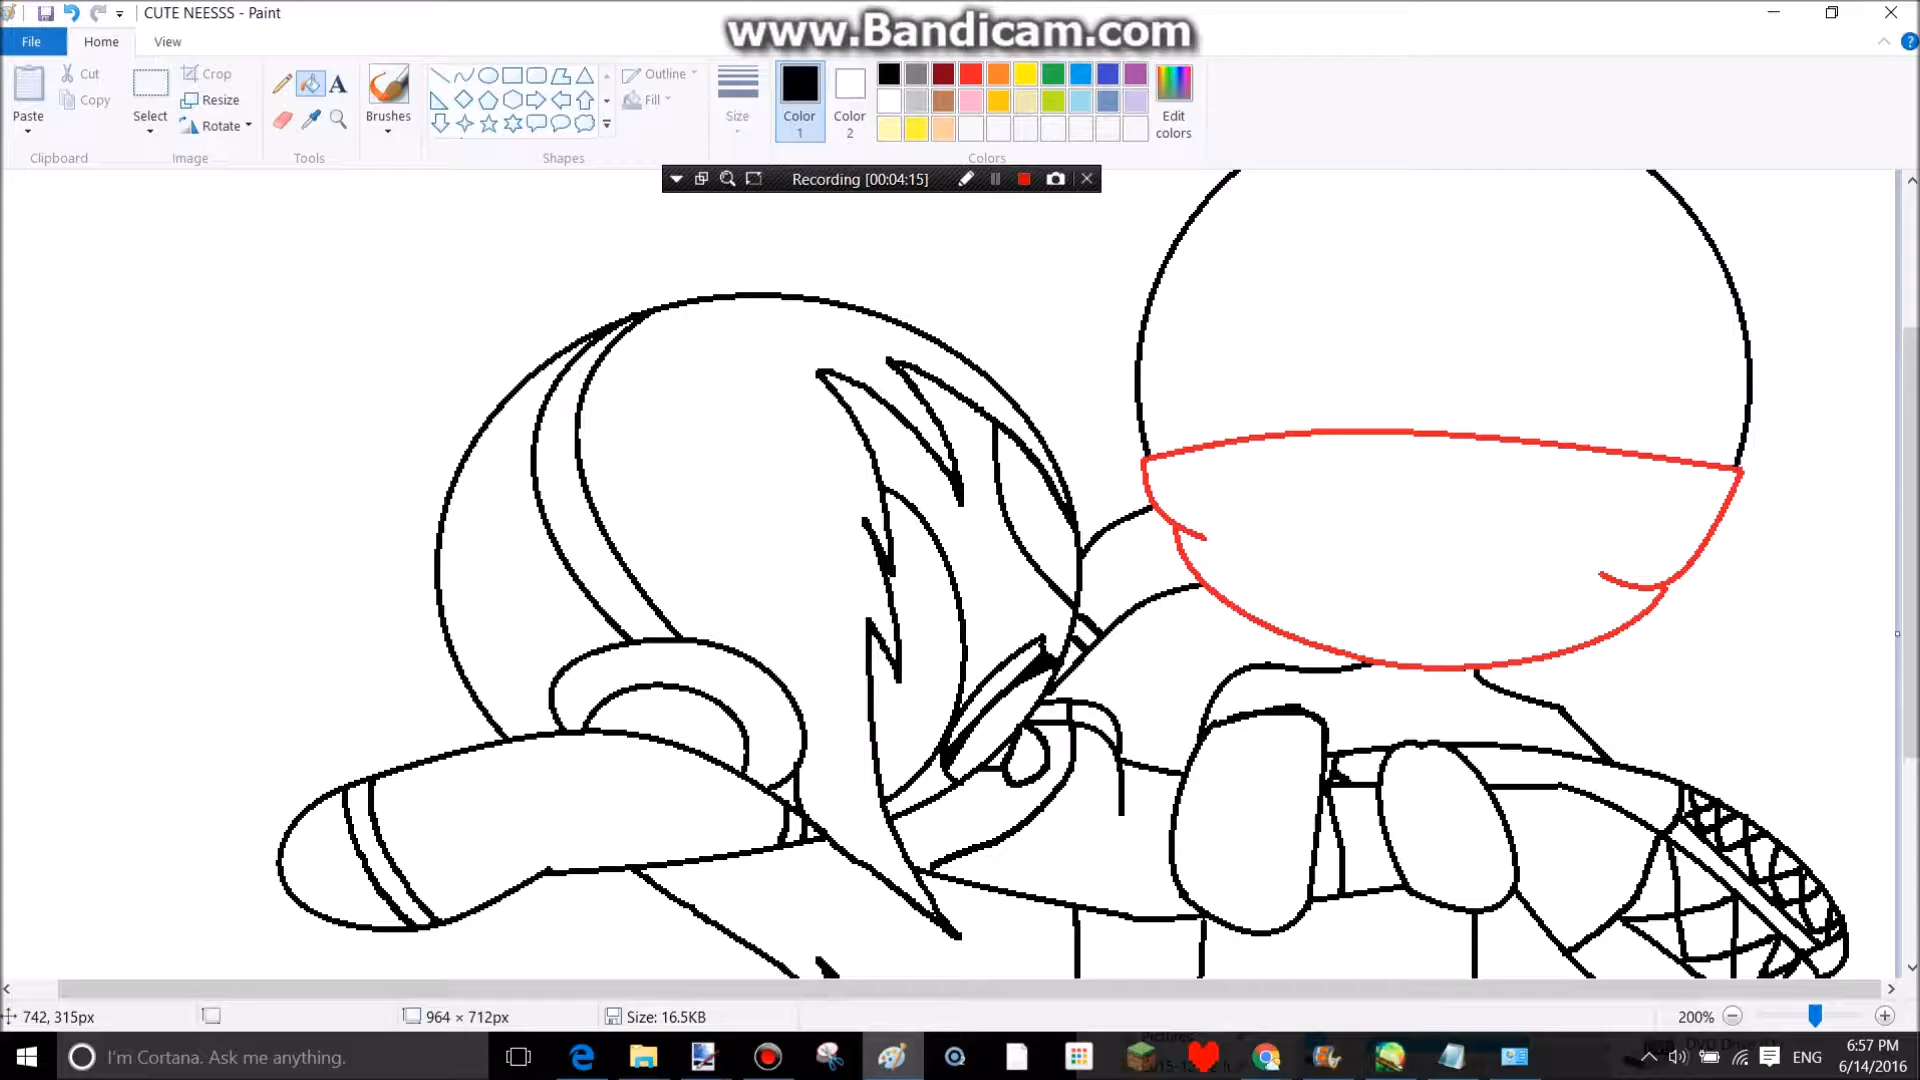 CUTE NEESSS - Paint
www.Bandicam.com
File
Home
View
Cut
Copy
Paste
Clipboard
Select
Crop
Resize
Rotate
Image
Tools
Brushes
Shapes
Outline
Fill
Size
Color 1
Color 2
Colors
Edit colors
Recording [00:04:15]
742, 315px
964 × 712px
Size: 16.5KB
200%
I'm Cortana. Ask me anything.
ENG
6:57 PM
6/14/2016